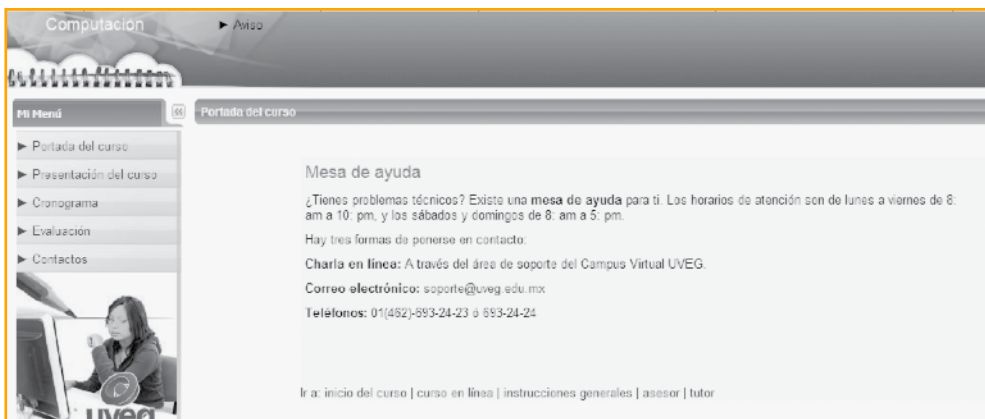 Computación
► Aviso
Mi Menú
Portada del curso
► Portada del curso
► Presentación del curso
► Cronograma
► Evaluación
► Contactos
uveg
Mesa de ayuda
¿Tienes problemas técnicos? Existe una mesa de ayuda para ti. Los horarios de atención son de lunes a viernes de 8:
am a 10: pm, y los sábados y domingos de 8: am a 5: pm.
Hay tres formas de ponerse en contacto:
Charla en línea: A través del área de soporte del Campus Virtual UVEG.
Correo electrónico: soporte@uveg.edu.mx
Teléfonos: 01(462)-693-24-23 ó 693-24-24
Ir a: inicio del curso | curso en línea | instrucciones generales | asesor | tutor